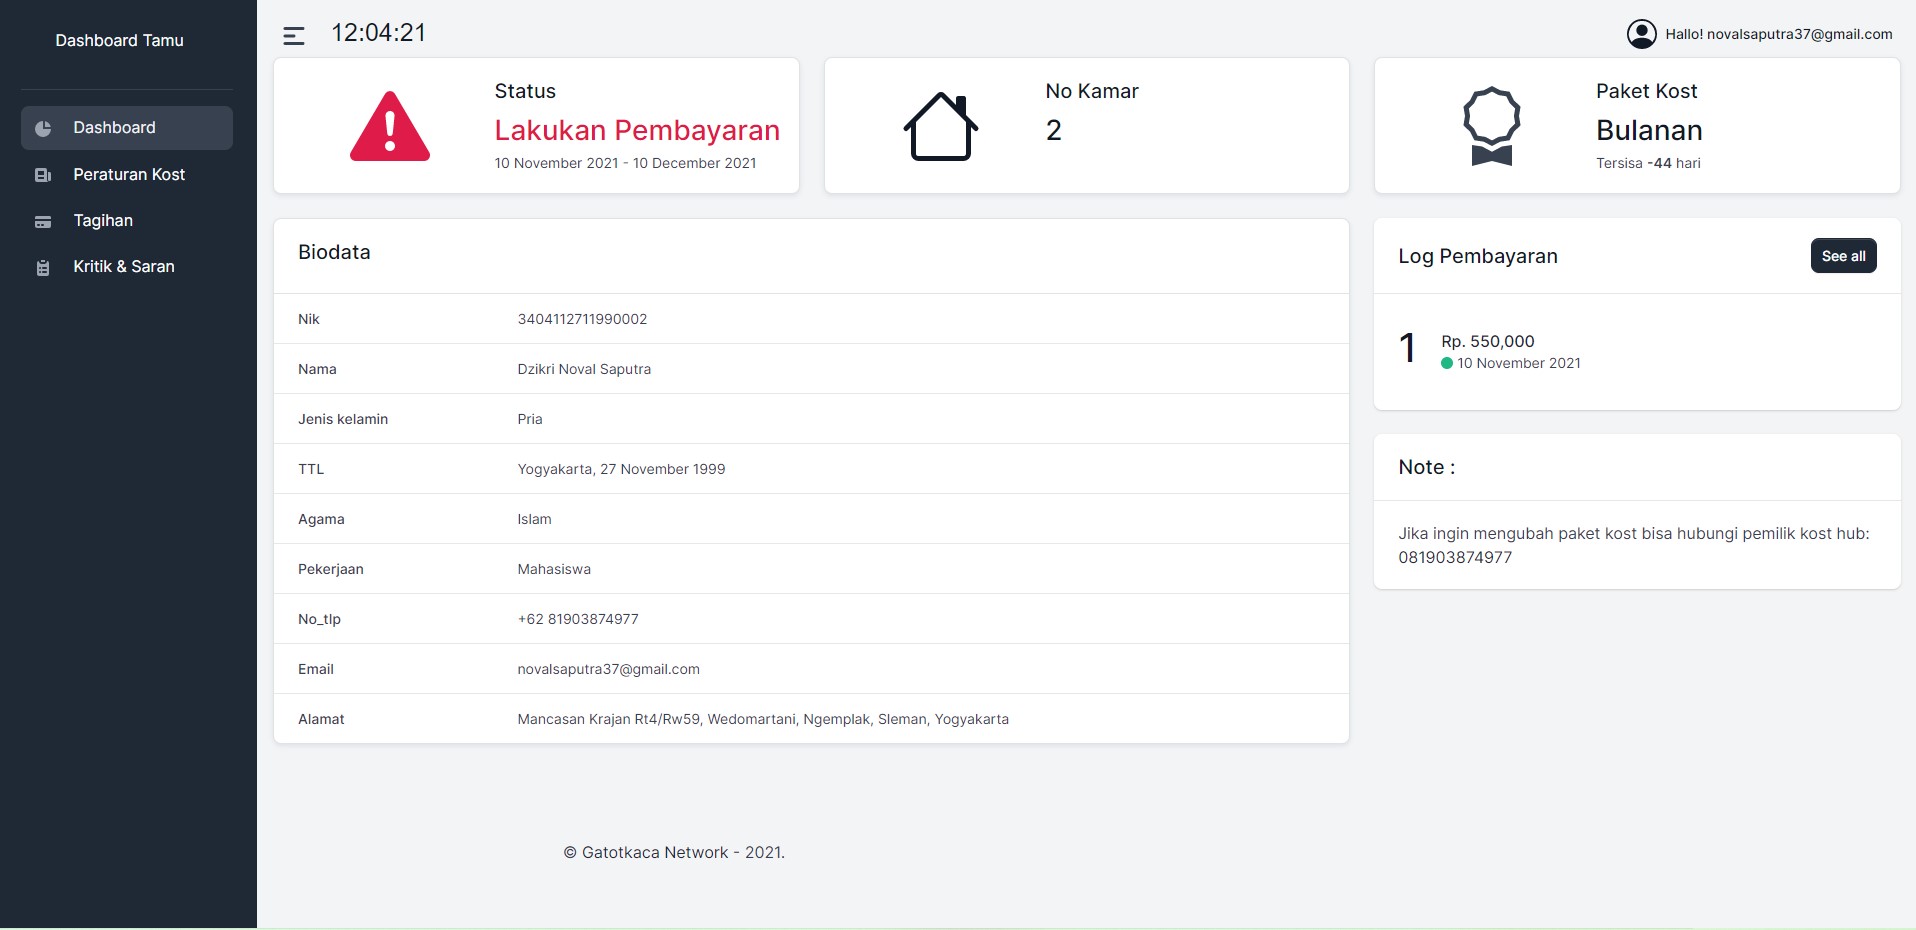 Dashboard Tamu
Dashboard
Peraturan Kost
Tagihan
Kritik & Saran
12:04:21
Hallo! novalsaputra37@gmail.com
Status
Lakukan Pembayaran
10 November 2021 - 10 December 2021
No Kamar
2
Paket Kost
Bulanan
Tersisa -44 hari
Biodata
Nik 3404112711990002
Nama Dzikri Noval Saputra
Jenis kelamin Pria
TTL Yogyakarta, 27 November 1999
Agama Islam
Pekerjaan Mahasiswa
No_tlp +62 81903874977
Email novalsaputra37@gmail.com
Alamat Mancasan Krajan Rt4/Rw59, Wedomartani, Ngemplak, Sleman, Yogyakarta
Log Pembayaran See all
1 Rp. 550,000
10 November 2021
Note :
Jika ingin mengubah paket kost bisa hubungi pemilik kost hub:
081903874977
© Gatotkaca Network - 2021.